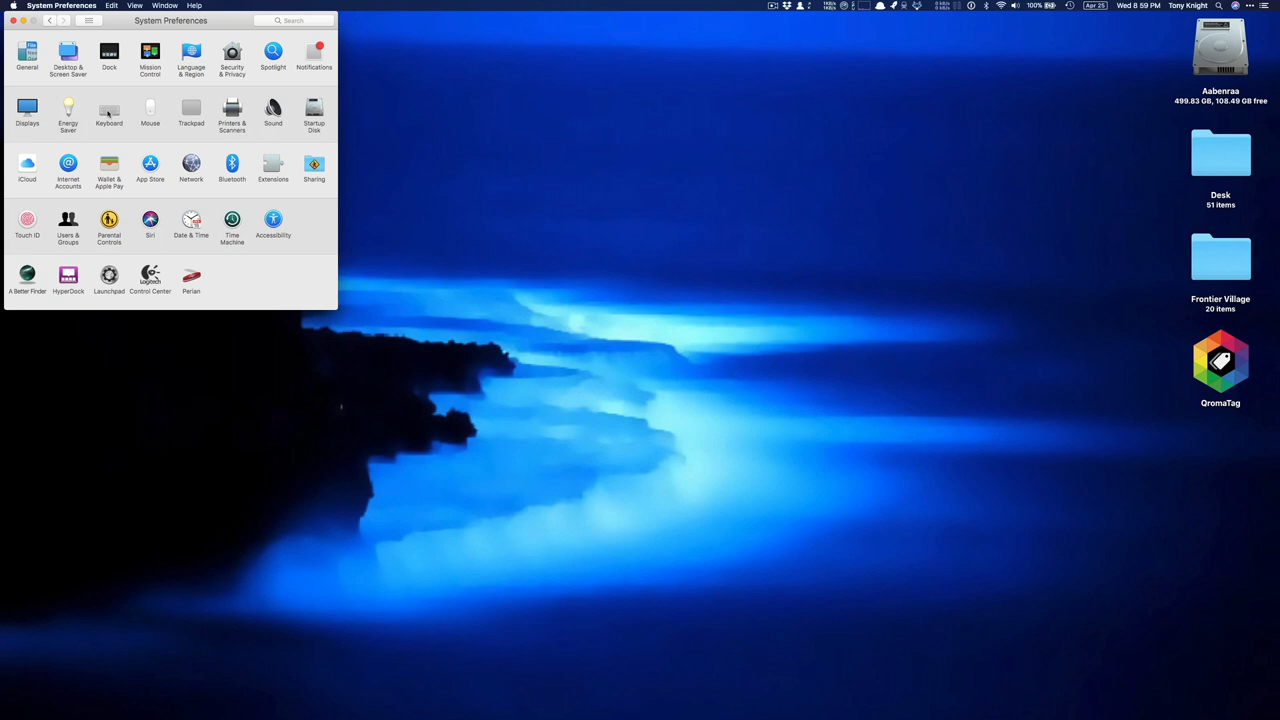 System Preferences Edit View Window Help
100% Apr 25 Wed 8 59 PM Tony Knight
System Preferences
Search
General
Desktop &
Screen Saver
Dock
Mission
Control
Language
& Region
Security
& Privacy
Spotlight
Notifications
Displays
Energy
Saver
Keyboard
Mouse
Trackpad
Printers &
Scanners
Sound
Startup
Disk
iCloud
Internet
Accounts
Wallet &
Apple Pay
App Store
Network
Bluetooth
Extensions
Sharing
Touch ID
Users &
Groups
Parental
Controls
Siri
Date & Time
Time
Machine
Accessibility
A Better Finder
HyperDock
Launchpad
Control Center
Perian
Aabenraa
499.83 GB, 108.49 GB free
Desk
51 items
Frontier Village
20 items
QromaTag